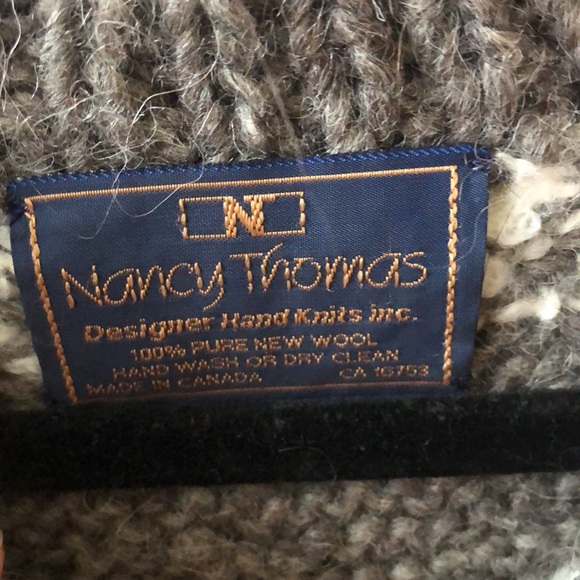 N
Nancy Thomas
Designer Hand Knits inc.
100% PURE NEW WOOL
HAND WASH OR DRY CLEAN
MADE IN CANADA CA 16753